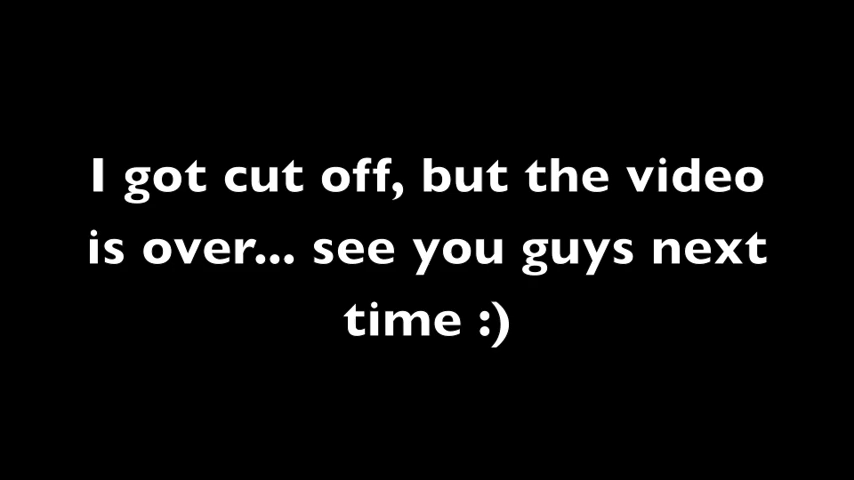 I got cut off, but the video
is over... see you guys next
time :)